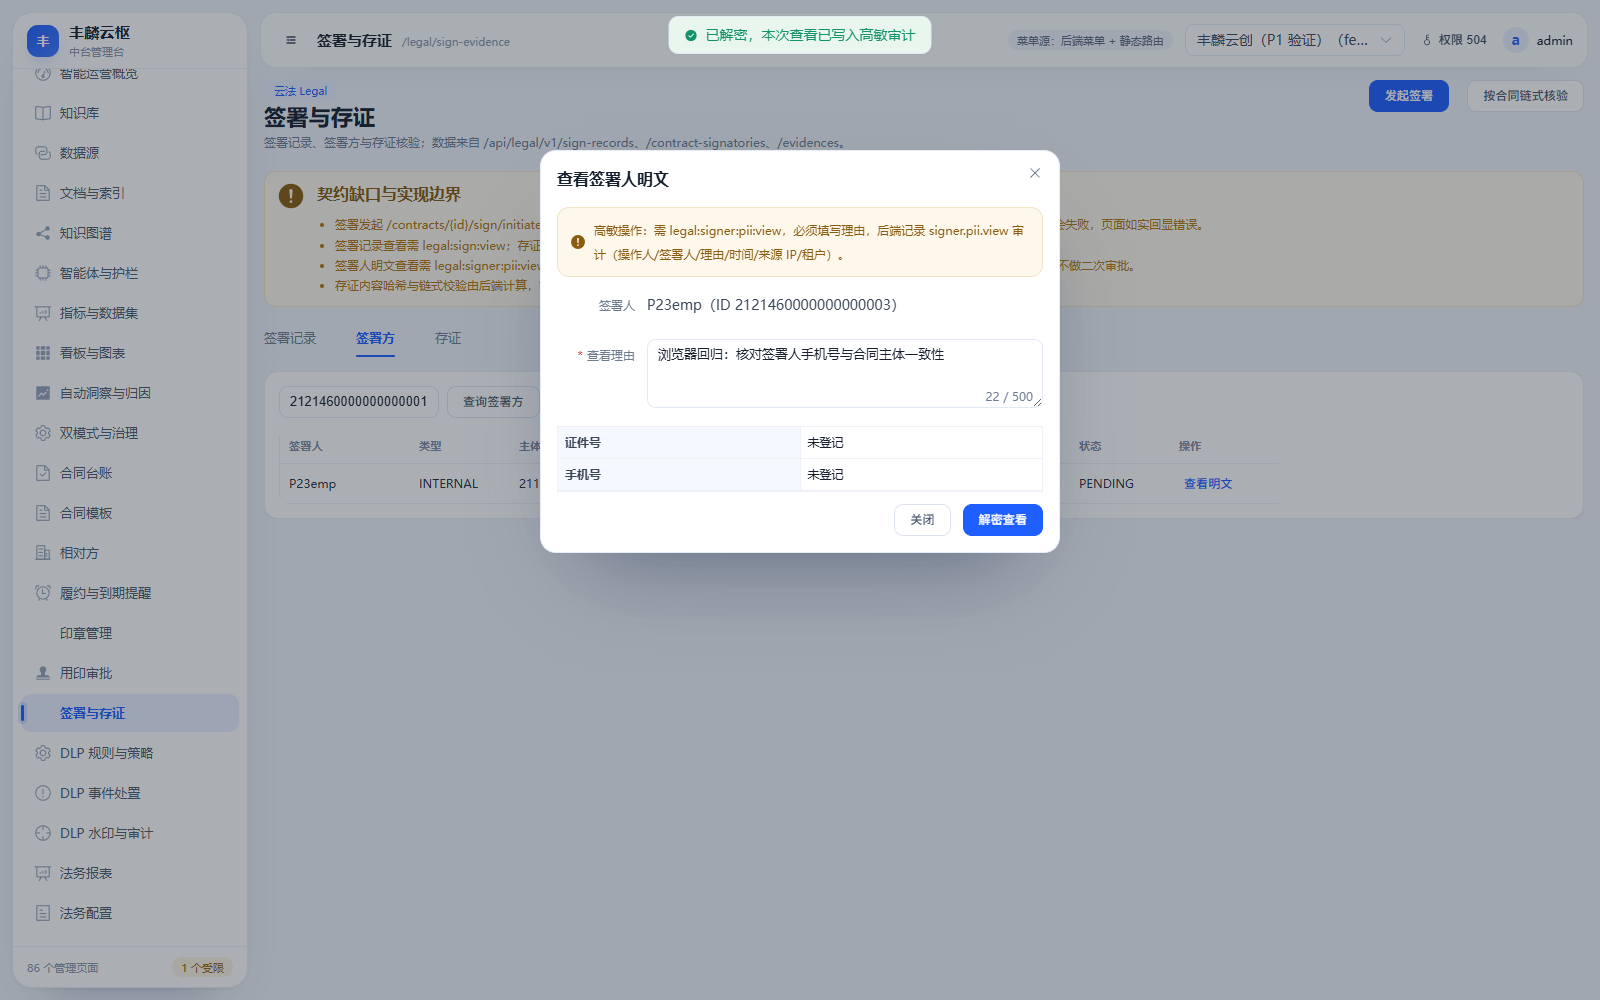 丰
丰麟云枢
中台管理台
智能运营概览
知识库
数据源
文档与索引
知识图谱
智能体与护栏
指标与数据集
看板与图表
自动洞察与归因
双模式与治理
合同台账
合同模板
相对方
履约与到期提醒
印章管理
用印审批
签署与存证
DLP 规则与策略
DLP 事件处置
DLP 水印与审计
法务报表
法务配置
86 个管理页面
1 个受限
签署与存证
/legal/sign-evidence
已解密，本次查看已写入高敏审计
菜单源：后端菜单 + 静态路由
丰麟云创（P1 验证）（fe...
权限 504
a
admin
云法 Legal
签署与存证
签署记录、签署方与存证核验；数据来自 /api/legal/v1/sign-records、/contract-signatories、/evidences。
发起签署
按合同链式核验
契约缺口与实现边界
签署发起 /contracts/{id}/sign/initiate
失败，页面如实回显错误。
签署记录查看需 legal:sign:view；存证
签署人明文查看需 legal:signer:pii:view
不做二次审批。
存证内容哈希与链式校验由后端计算，
签署记录
签署方
存证
2121460000000000001
查询签署方
签署人
类型
主体
状态
操作
P23emp
INTERNAL
211
PENDING
查看明文
查看签署人明文
高敏操作：需 legal:signer:pii:view，必须填写理由，后端记录 signer.pii.view 审
计（操作人/签署人/理由/时间/来源 IP/租户）。
签署人
P23emp（ID 2121460000000000003）
* 查看理由
浏览器回归：核对签署人手机号与合同主体一致性
22 / 500
证件号
未登记
手机号
未登记
关闭
解密查看